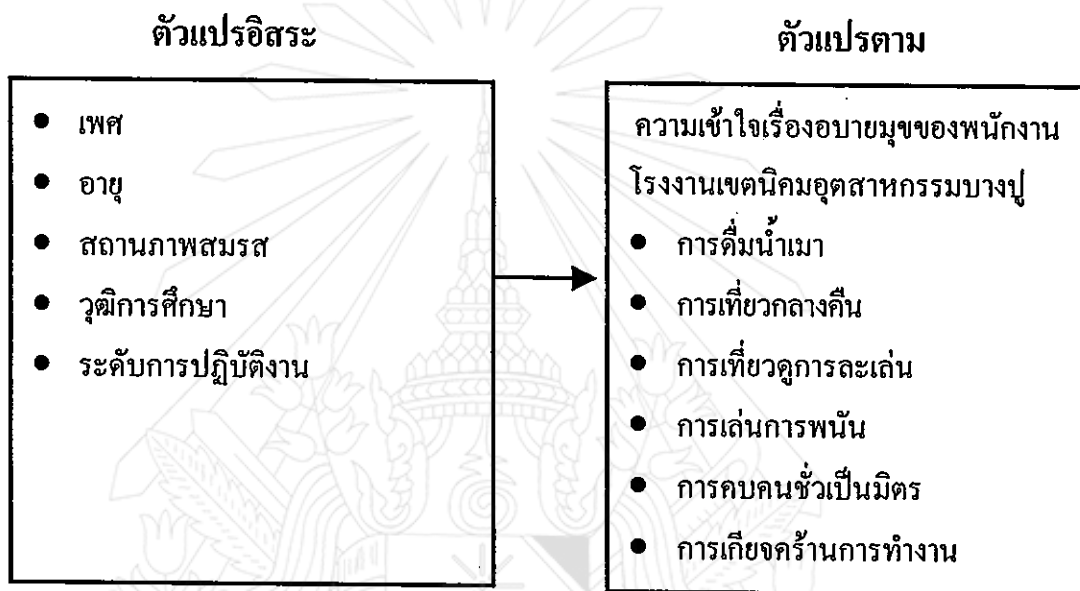 ตัวแปรอิสระ
● เพศ
● อายุ
● สถานภาพสมรส
● วุฒิการศึกษา
● ระดับการปฏิบัติงาน
ตัวแปรตาม
ความเข้าใจเรื่องอบายมุขของพนักงาน
โรงงานเขตนิคมอุตสาหกรรมบางปู
● การดื่มน้ำเมา
● การเที่ยวกลางคืน
● การเที่ยวดูการละเล่น
● การเล่นการพนัน
● การคบคนชั่วเป็นมิตร
● การเกียจคร้านการทำงาน